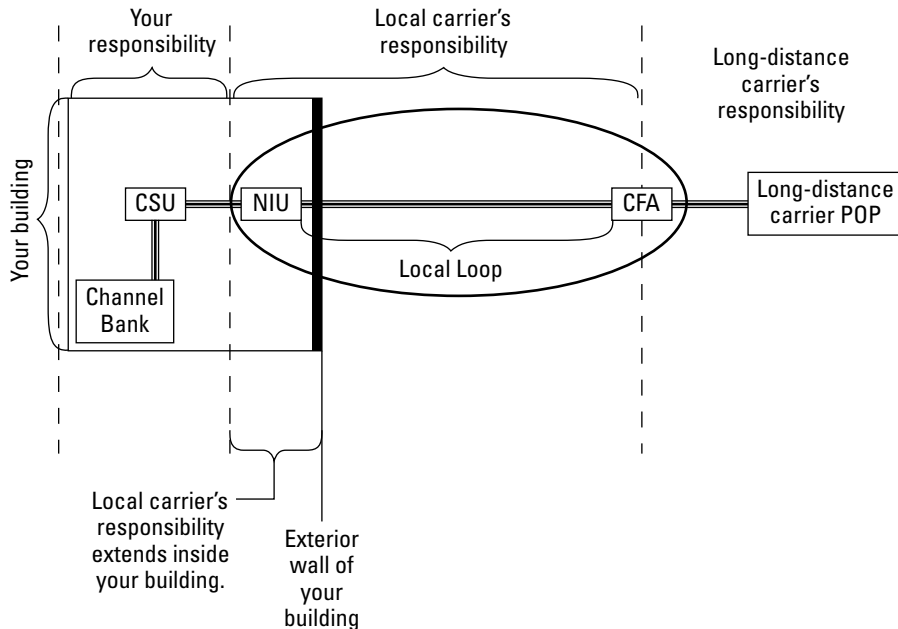 Your
responsibility
Local carrier's
responsibility
Long-distance
carrier's
responsibility
Your building
CSU
NIU
CFA
Long-distance
carrier POP
Local Loop
Channel
Bank
Local carrier's
responsibility
extends inside
your building.
Exterior
wall of
your
building